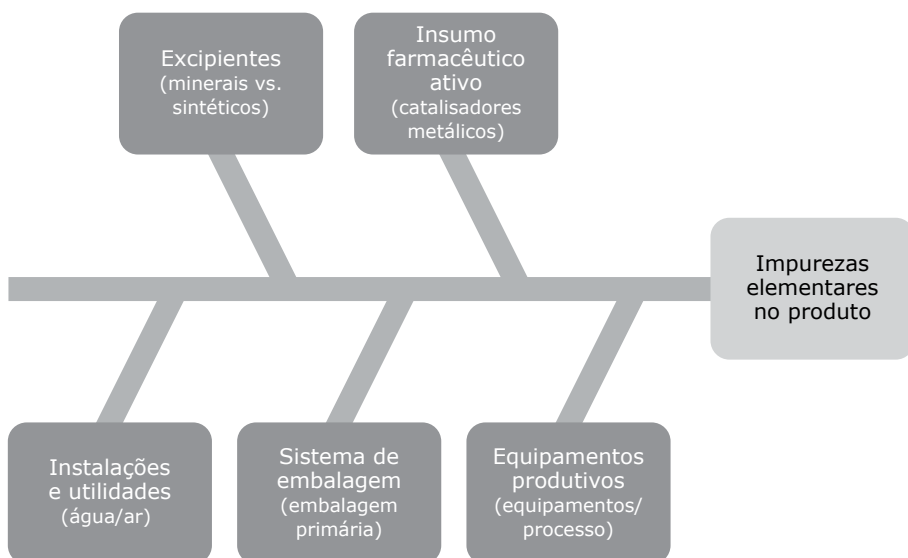 Excipientes
(minerais vs.
sintéticos)
Insumo
farmacêutico
ativo
(catalisadores
metálicos)
Impurezas
elementares
no produto
Instalações
e utilidades
(água/ar)
Sistema de
embalagem
(embalagem
primária)
Equipamentos
produtivos
(equipamentos/
processo)